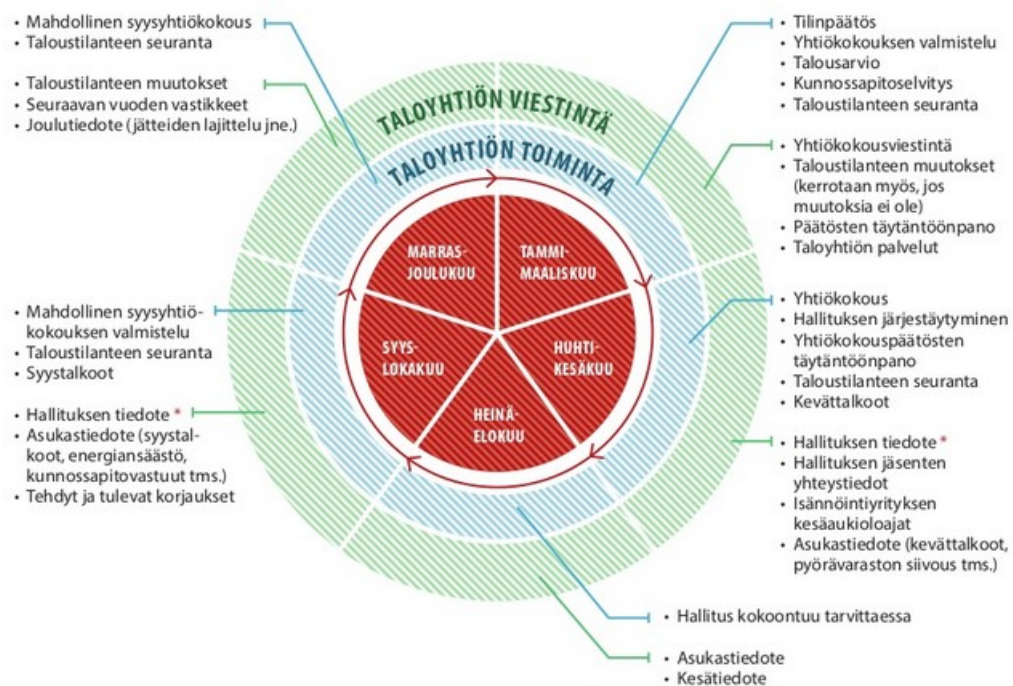 • Mahdollinen syysyhtiökokous
• Taloustilanteen seuranta
• Taloustilanteen muutokset
• Seuraavan vuoden vastikkeet
• Joulutiedote (jätteiden lajittelu jne.)
TALOYHTIÖN VIESTINTÄ
TALOYHTIÖN TOIMINTA
• Tilinpäätös
• Yhtiökokouksen valmistelu
• Talousarvio
• Kunnossapitoselvitys
• Taloustilanteen seuranta
• Yhtiökokousviestintä
• Taloustilanteen muutokset
(kerrotaan myös, jos
muutoksia ei ole)
• Päätösten täytäntöönpano
• Taloyhtiön palvelut
MARRAS-
JOULUKUU
TAMMI-
MAALISKUU
SYYS-
LOKAKUU
HUHTI-
KESÄKUU
HEINÄ-
ELOKUU
• Mahdollinen syysyhtiö-
kokouksen valmistelu
• Taloustilanteen seuranta
• Syystalkoot
• Hallituksen tiedote *
• Asukastiedote (syystal-
koot, energiansäästö,
kunnossapitovastuut tms.)
• Tehdyt ja tulevat korjaukset
• Yhtiökokous
• Hallituksen järjestäytyminen
• Yhtiökokouspäätösten
täytäntöönpano
• Taloustilanteen seuranta
• Kevättalkoot
• Hallituksen tiedote *
• Hallituksen jäsenten
yhteystiedot
• Isännöintiyrityksen
kesäaukioloajat
• Asukastiedote (kevättalkoot,
pyörävaraston siivous tms.)
• Hallitus kokoontuu tarvittaessa
• Asukastiedote
• Kesätiedote